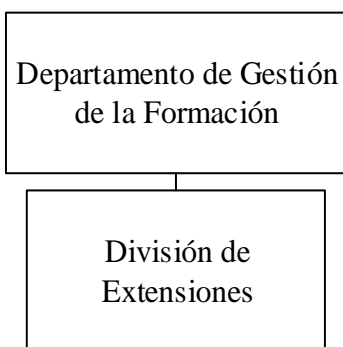 Departamento de Gestión
de la Formación
División de
Extensiones